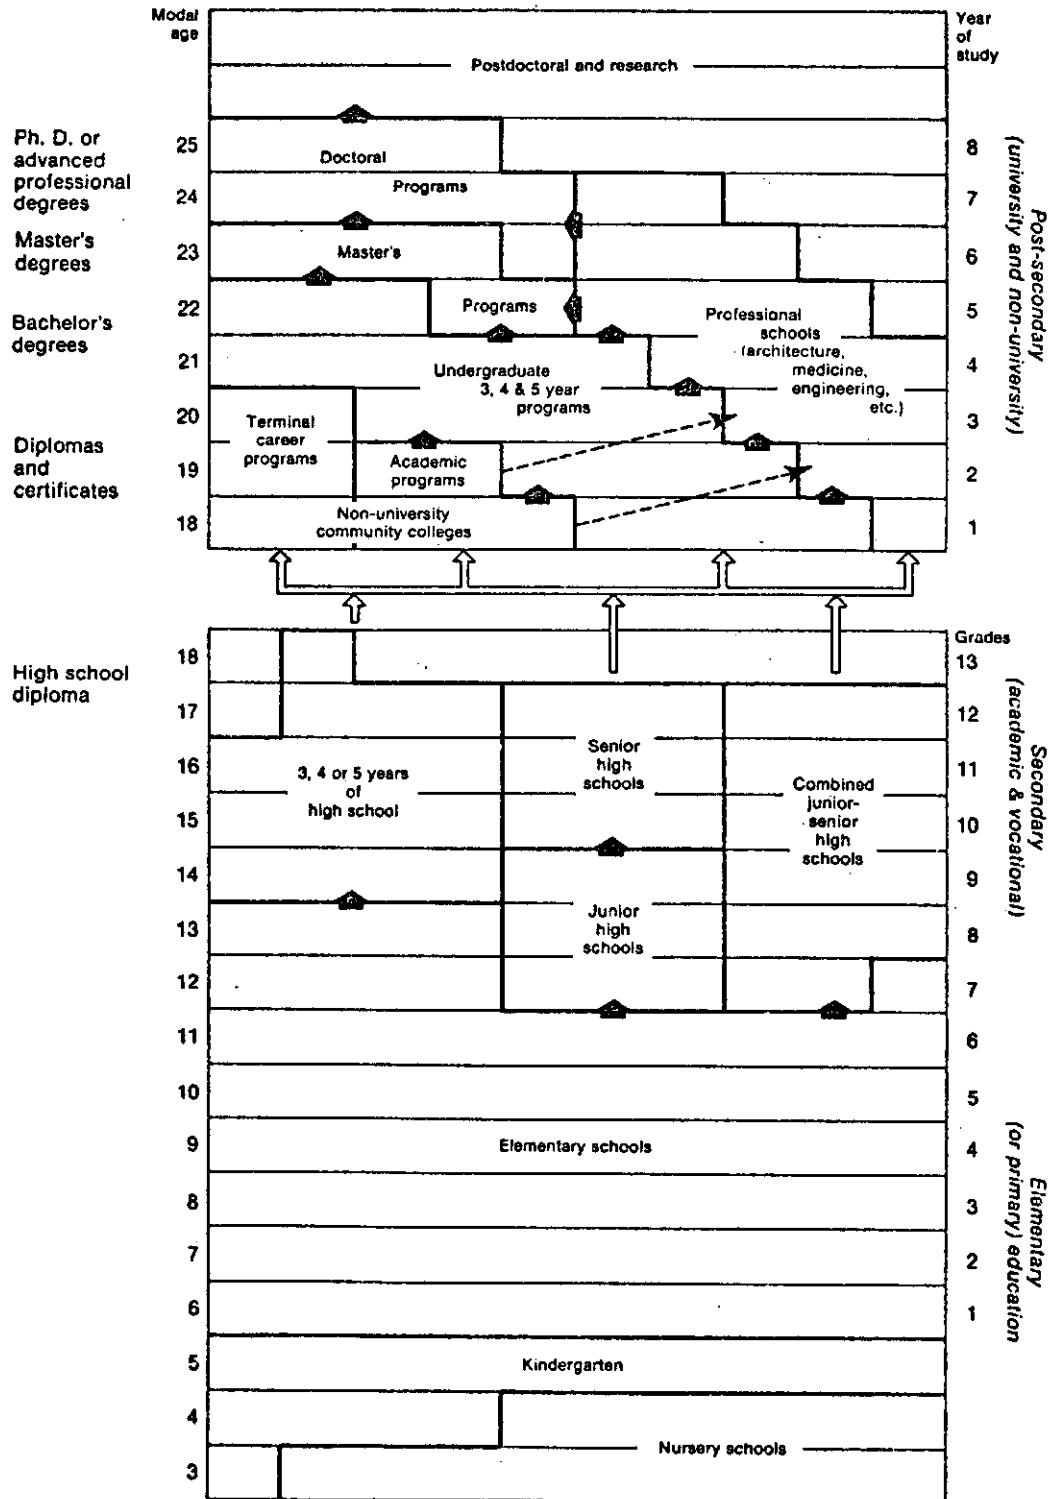 Modal
age
Year
of
study
Postdoctoral and research
Ph. D. or
advanced
professional
degrees
25
Doctoral
8
24
Programs
7
Master's
degrees
23
Master's
6
22
Programs
5
Bachelor's
degrees
Professional
schools
(architecture,
medicine,
engineering,
etc.)
21
Undergraduate
3, 4 & 5 year
programs
4
20
3
Terminal
career
programs
Diplomas
and
certificates
19
Academic
programs
2
18
Non-university
community colleges
1
Post-secondary
(university and non-university)
High school
diploma
18
Grades
13
17
12
16
3, 4 or 5 years
of
high school
Senior
high
schools
11
15
Combined
junior-
senior
high
schools
10
14
9
13
Junior
high
schools
8
12
7
Secondary
(academic & vocational)
11
6
10
5
9
Elementary schools
4
8
3
7
2
6
1
Elementary
(or primary) education
5
Kindergarten
4
Nursery schools
3